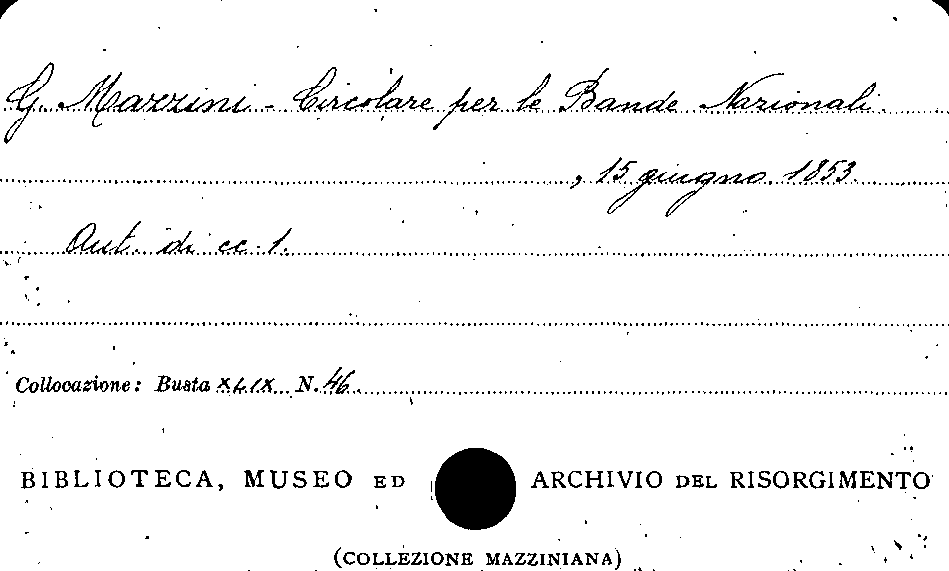 G. Mazzini - Circolare per le Bande Nazionali.
, 15 giugno 1853.
Aut. di cc. 1.
Collocazione: Busta XLIX N. 46.
BIBLIOTECA, MUSEO ED ARCHIVIO DEL RISORGIMENTO
(COLLEZIONE MAZZINIANA)